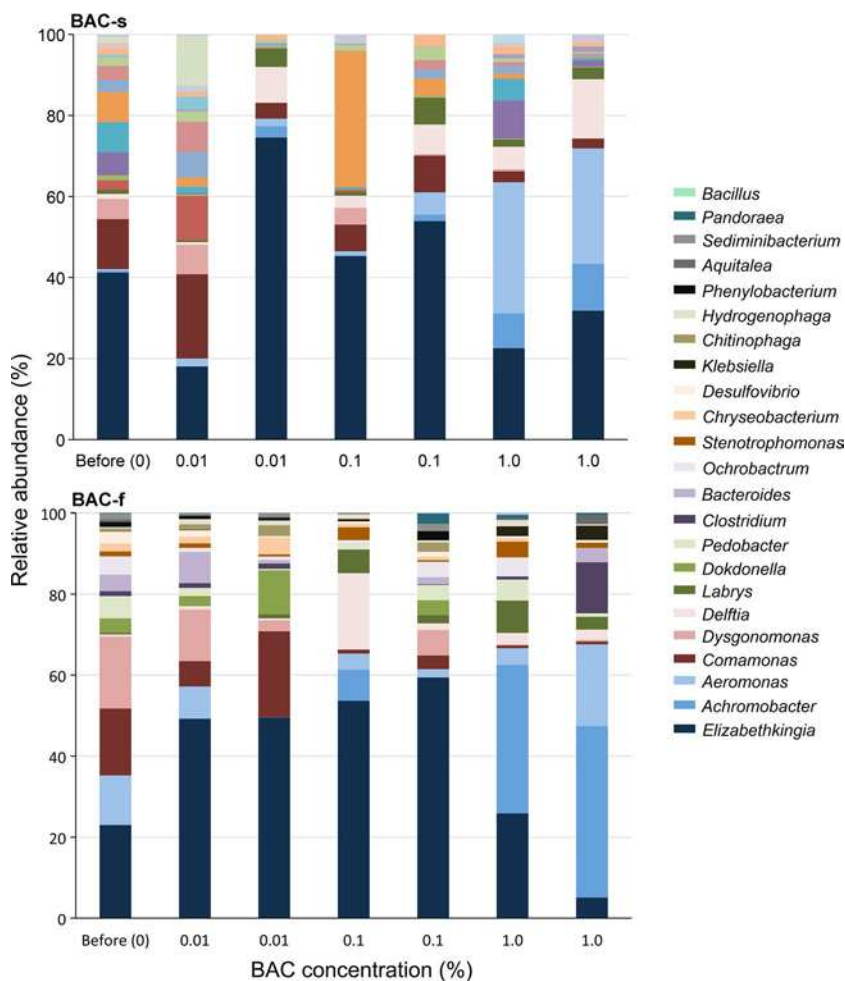 BAC-s
100
80
60
40
20
0
Before (0) 0.01 0.01 0.1 0.1 1.0 1.0
Relative abundance (%)
BAC-f
100
80
60
40
20
0
Before (0) 0.01 0.01 0.1 0.1 1.0 1.0
BAC concentration (%)
Bacillus
Pandoraea
Sediminibacterium
Aquitalea
Phenylobacterium
Hydrogenophaga
Chitinophaga
Klebsiella
Desulfovibrio
Chryseobacterium
Stenotrophomonas
Ochrobactrum
Bacteroides
Clostridium
Pedobacter
Dokdonella
Labrys
Delftia
Dysgonomonas
Comamonas
Aeromonas
Achromobacter
Elizabethkingia